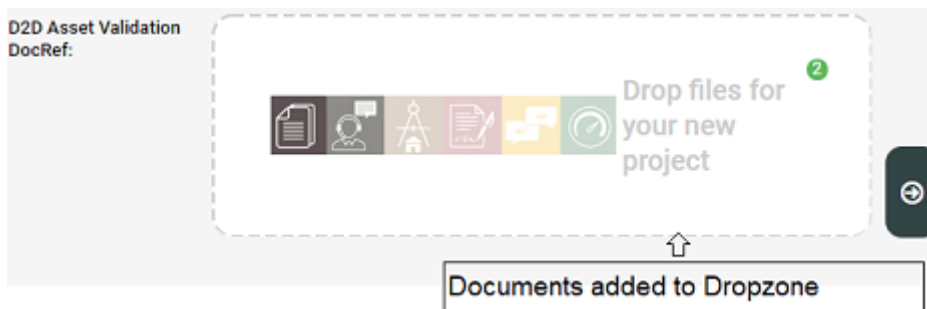 D2D Asset Validation
DocRef:
2
Drop files for
your new
project
Documents added to Dropzone